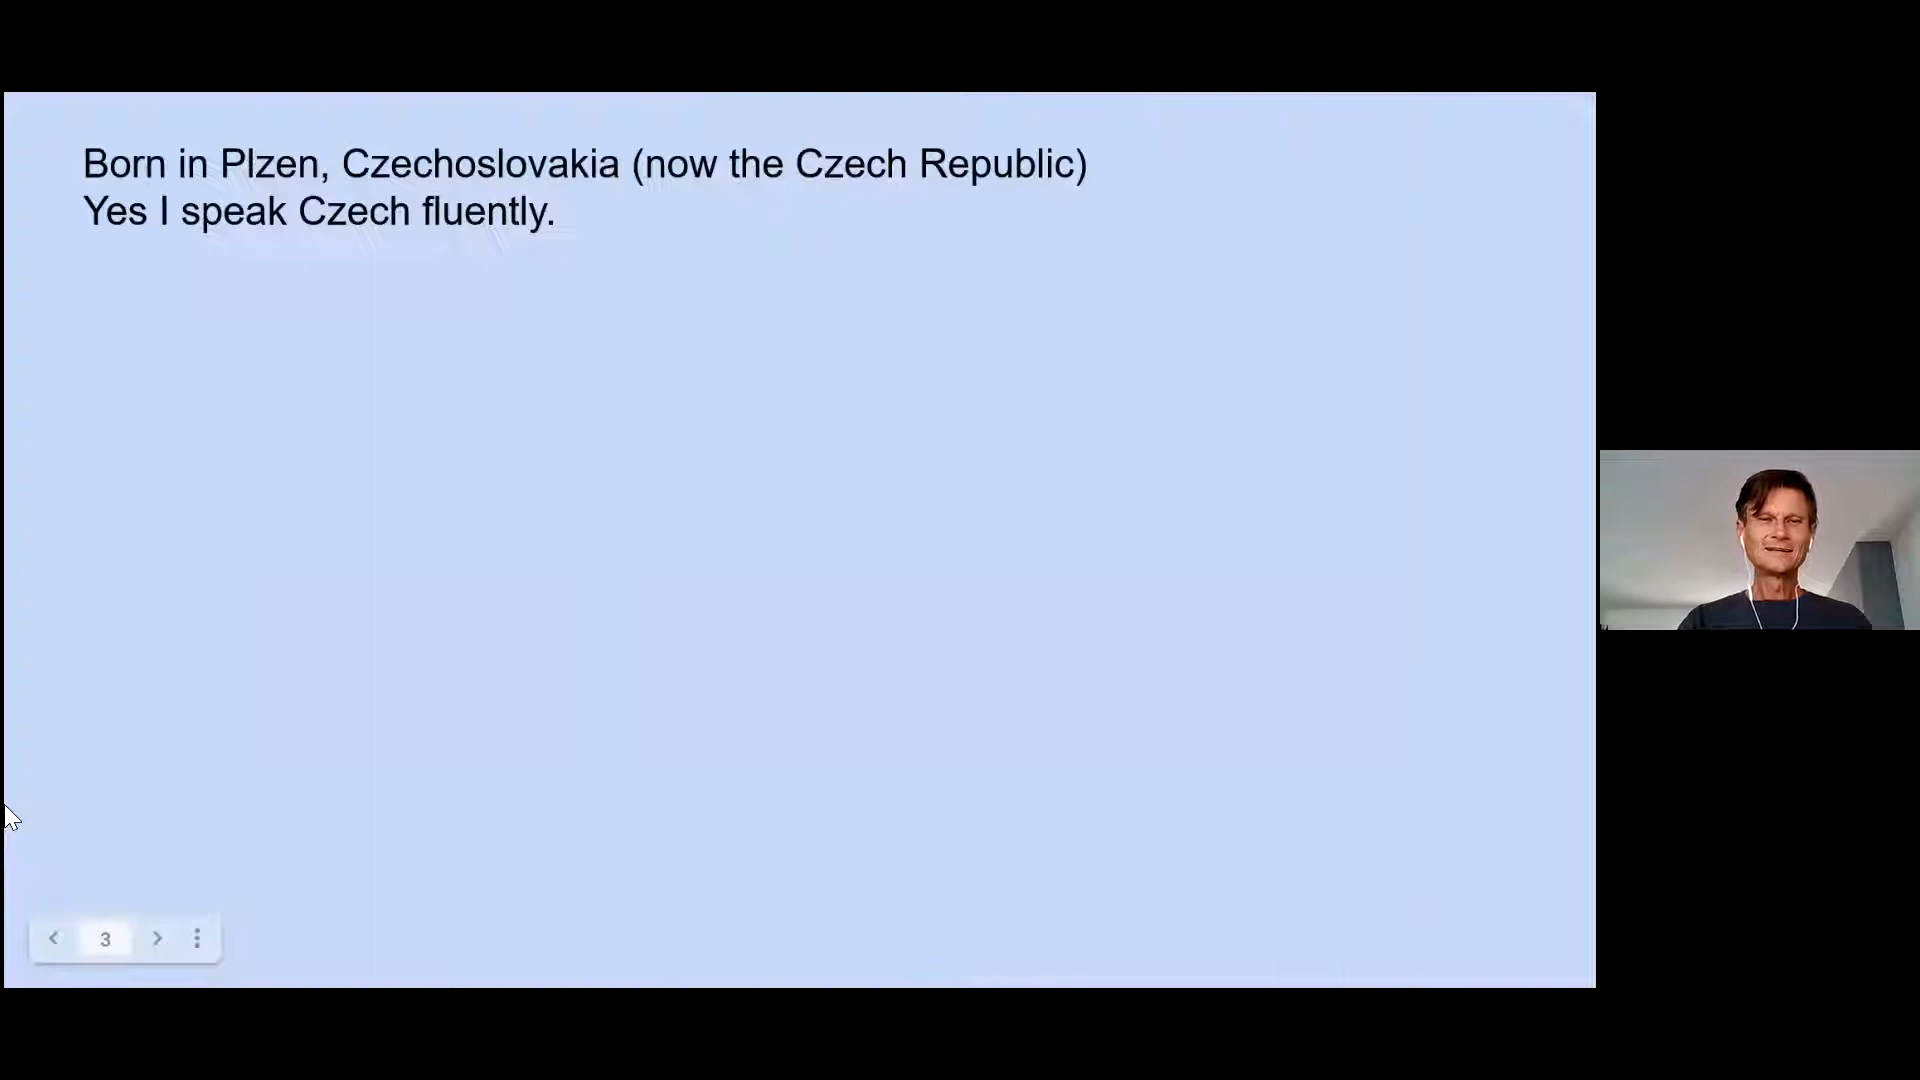 Born in Plzen, Czechoslovakia (now the Czech Republic)
Yes I speak Czech fluently.
3